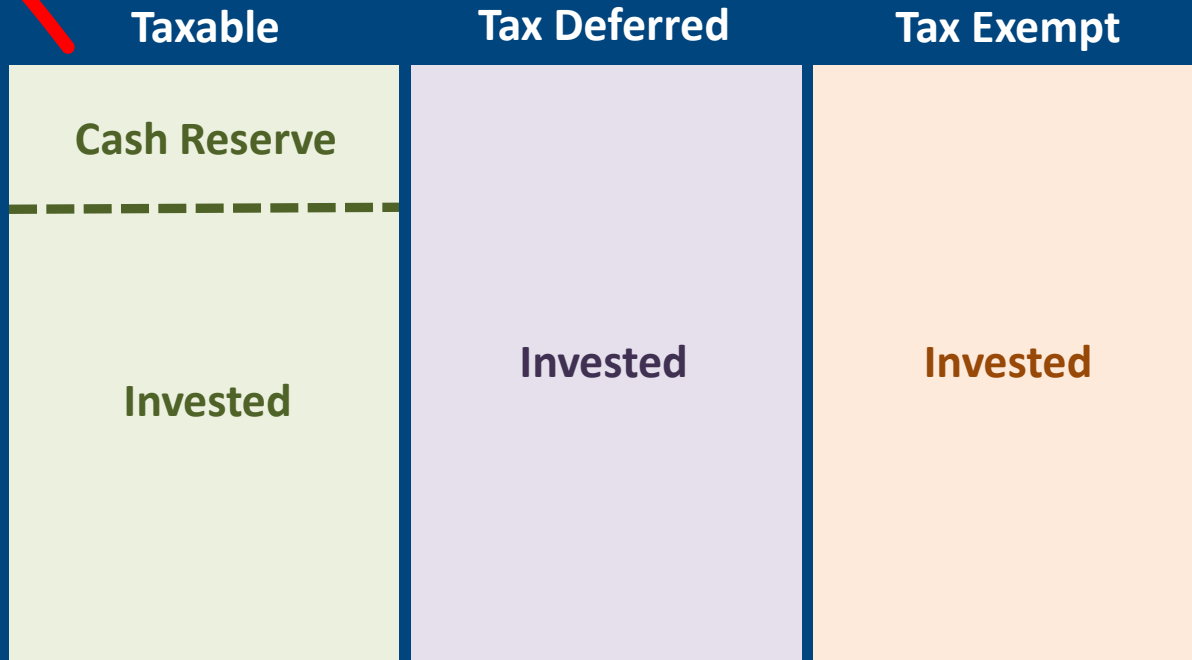 Taxable
Tax Deferred
Tax Exempt
Cash Reserve
Invested
Invested
Invested